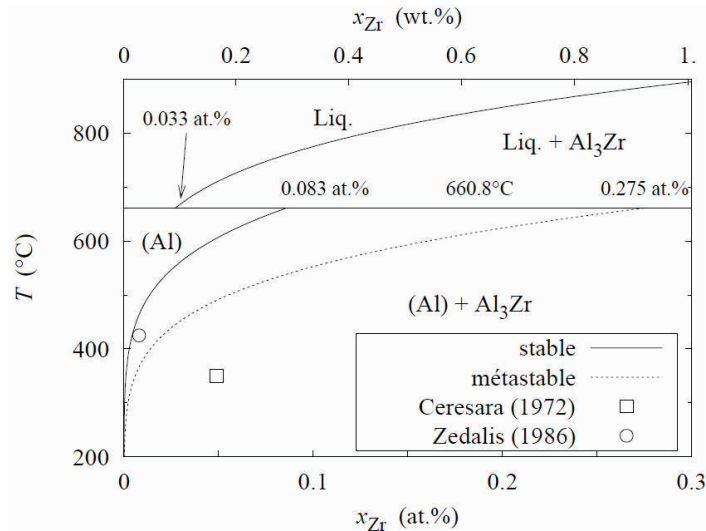 x_Zr (wt.%)
0 0.2 0.4 0.6 0.8 1.
Liq.
0.033 at.%
800
Liq. + Al₃Zr
0.083 at.% 660.8°C 0.275 at.%
(Al)
600
T (°C)
(Al) + Al₃Zr
400
stable
métastable
Ceresara (1972)
Zedalis (1986)
200
0 0.1 0.2 0.3
x_Zr (at.%)